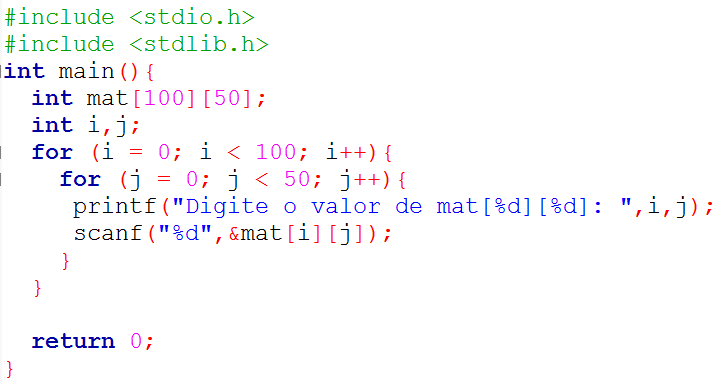 #include <stdio.h>
#include <stdlib.h>
int main(){
  int mat[100][50];
  int i,j;
  for (i = 0; i < 100; i++){
    for (j = 0; j < 50; j++){
     printf("Digite o valor de mat[%d][%d]: ",i,j);
     scanf("%d",&mat[i][j]);
    }
  }

  return 0;
}